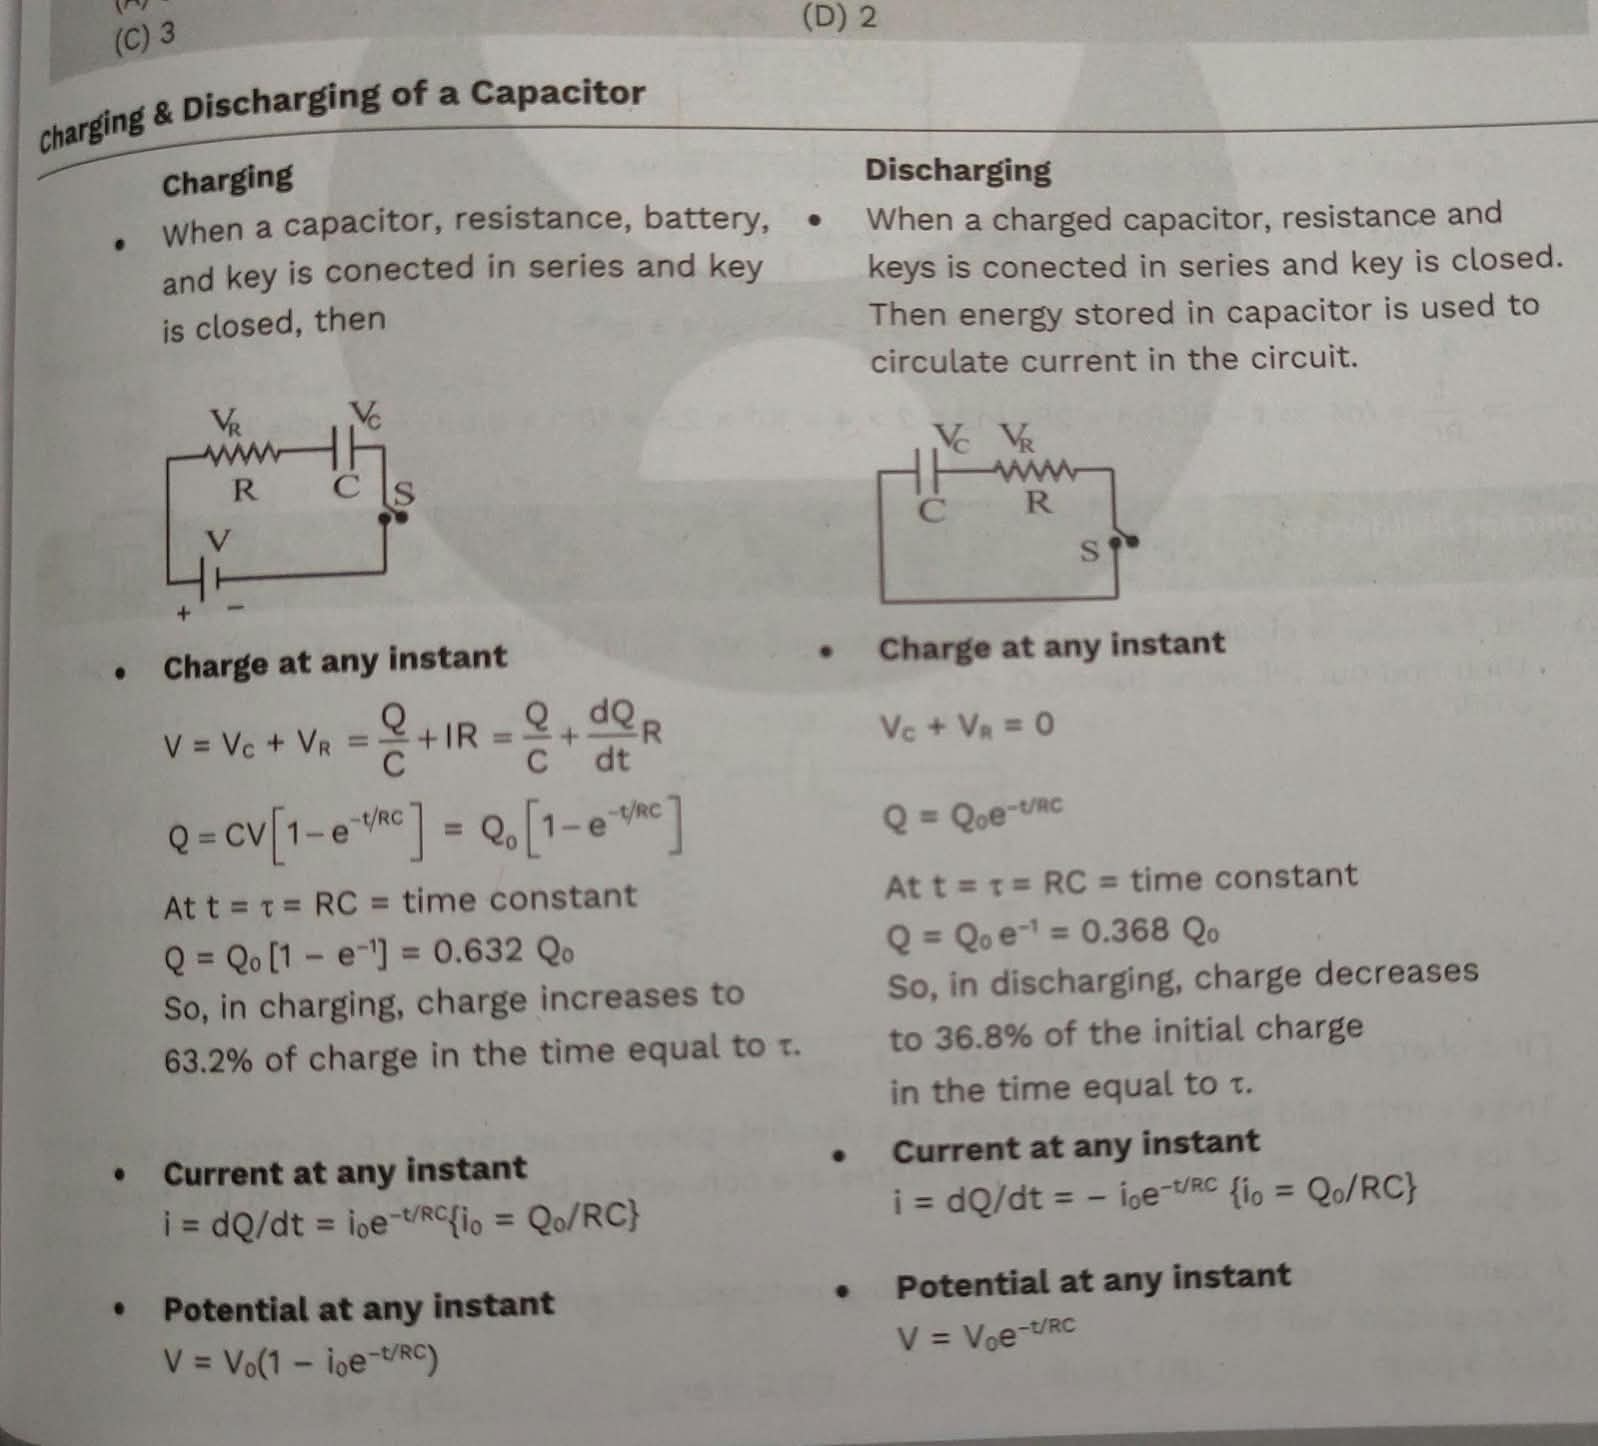 (C) 3
(D) 2
Charging & Discharging of a Capacitor
Charging
• When a capacitor, resistance, battery,
and key is conected in series and key
is closed, then
V_R V_C
R C S
V
+ −
• Charge at any instant
V = V_C + V_R = Q/C + IR = Q/C + dQ/dt R
Q = CV[1 − e^{-t/RC}] = Q₀[1 − e^{-t/RC}]
At t = τ = RC = time constant
Q = Q₀ [1 − e⁻¹] = 0.632 Q₀
So, in charging, charge increases to
63.2% of charge in the time equal to τ.
• Current at any instant
i = dQ/dt = i₀e^{-t/RC}{i₀ = Q₀/RC}
• Potential at any instant
V = V₀(1 − i₀e^{-t/RC})
Discharging
• When a charged capacitor, resistance and
keys is conected in series and key is closed.
Then energy stored in capacitor is used to
circulate current in the circuit.
V_C V_R
C R
S
• Charge at any instant
V_C + V_R = 0
Q = Q₀e^{-t/RC}
At t = τ = RC = time constant
Q = Q₀ e⁻¹ = 0.368 Q₀
So, in discharging, charge decreases
to 36.8% of the initial charge
in the time equal to τ.
• Current at any instant
i = dQ/dt = − i₀e^{-t/RC} {i₀ = Q₀/RC}
• Potential at any instant
V = V₀e^{-t/RC}